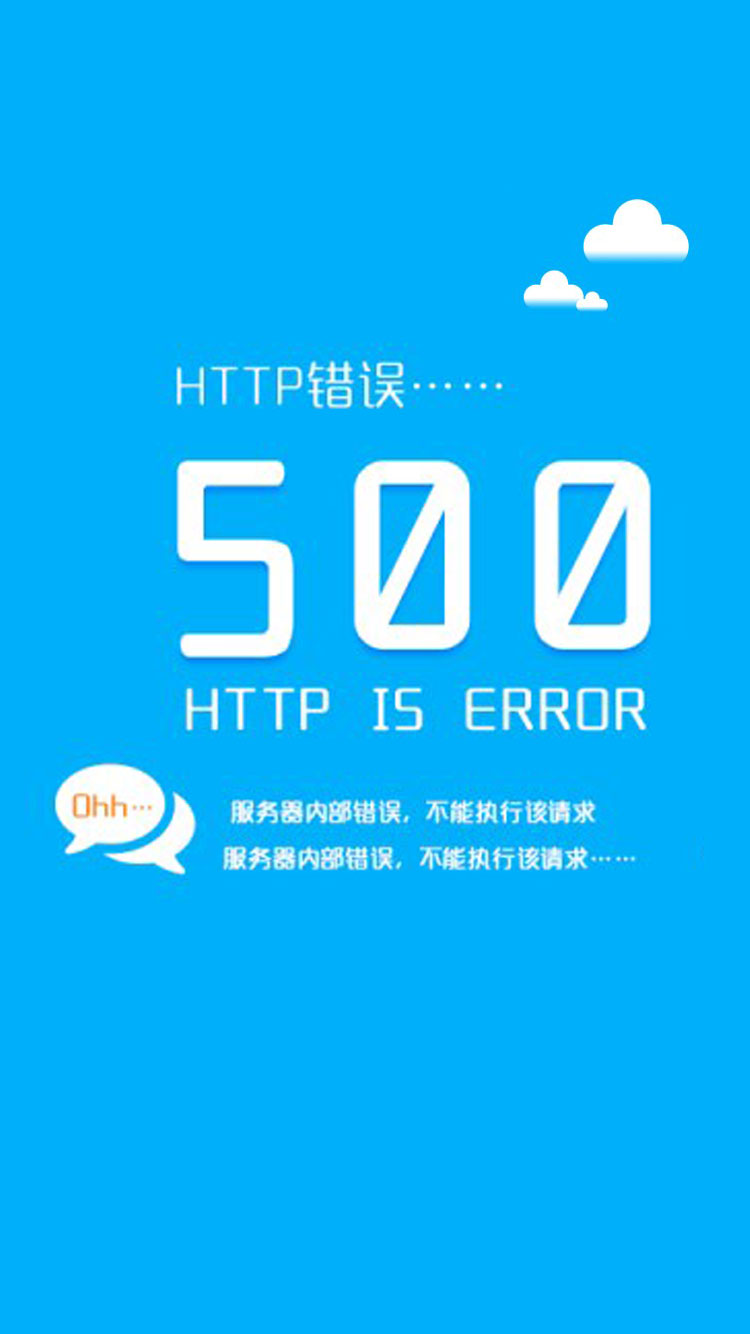 HTTP错误……
500
HTTP IS ERROR
Ohh…
服务器内部错误，不能执行该请求
服务器内部错误，不能执行该请求……